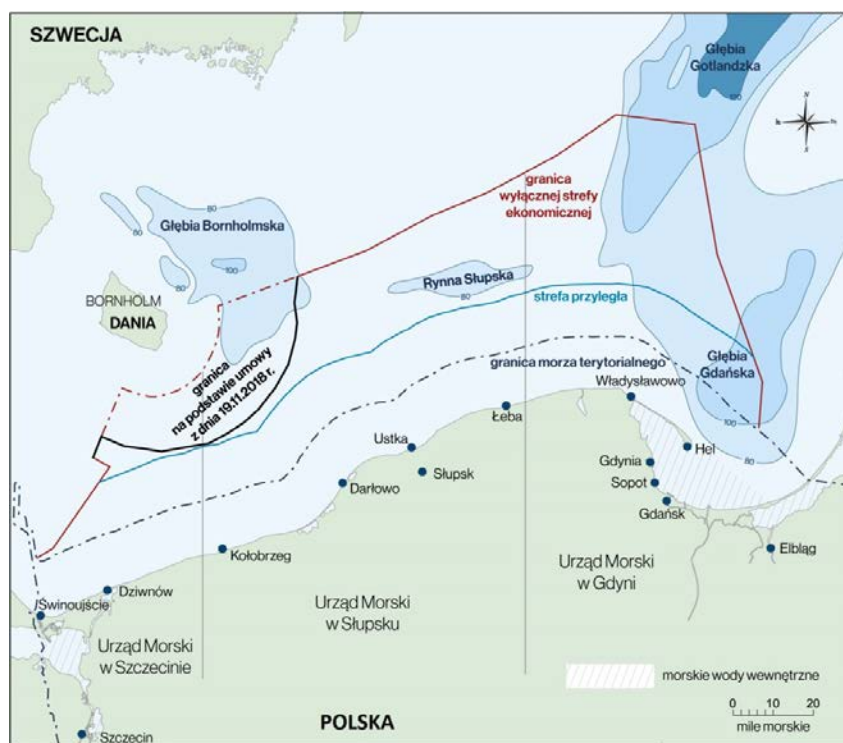 SZWECJA
Głębia
Gotlandzka
120
N
S
granica
wyłącznej strefy
ekonomicznej
80
Głębia Bornholmska
80
100
80
Rynna Słupska
80
80
100
BORNHOLM
DANIA
strefa przyległa
granica
na podstawie umowy
z dnia 19.11.2018 r.
granica morza terytorialnego
Głębia
Gdańska
100
80
Władysławowo
Łeba
Ustka
Hel
Słupsk
Gdynia
Darłowo
Sopot
Gdańsk
Kołobrzeg
Elbląg
Dziwnów
Świnoujście
Urząd Morski
w Szczecinie
Urząd Morski
w Słupsku
Urząd Morski
w Gdyni
morskie wody wewnętrzne
0 10 20
mile morskie
POLSKA
Szczecin